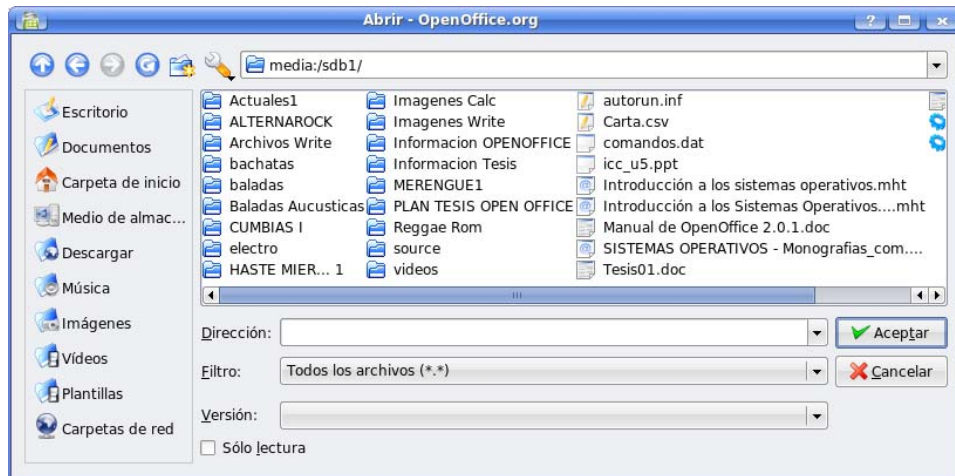 Abrir - OpenOffice.org
media:/sdb1/
Escritorio
Documentos
Carpeta de inicio
Medio de almac...
Descargar
Música
Imágenes
Vídeos
Plantillas
Carpetas de red
Actuales1
ALTERNAROCK
Archivos Write
bachatas
baladas
Baladas Aucusticas
CUMBIAS I
electro
HASTE MIER... 1
Imagenes Calc
Imagenes Write
Informacion OPENOFFICE
Informacion Tesis
MERENGUE1
PLAN TESIS OPEN OFFICE
Reggae Rom
source
videos
autorun.inf
Carta.csv
comandos.dat
icc_u5.ppt
Introducción a los sistemas operativos.mht
Introducción a los Sistemas Operativos....mht
Manual de OpenOffice 2.0.1.doc
SISTEMAS OPERATIVOS - Monografias_com....
Tesis01.doc
Dirección:
Aceptar
Filtro: Todos los archivos (*.*)
Cancelar
Versión:
Sólo lectura